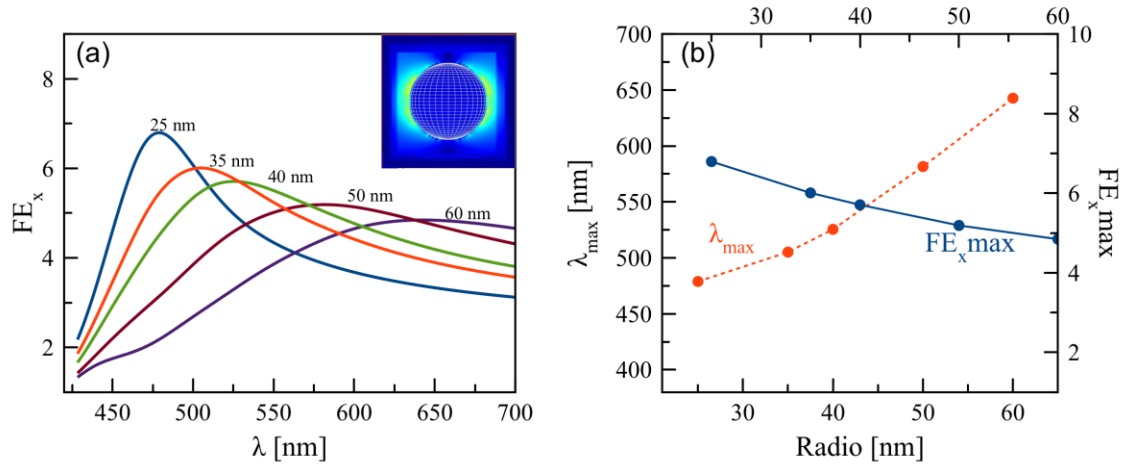 (a)
8
6
4
2
FEₓ
25 nm
35 nm
40 nm
50 nm
60 nm
450 500 550 600 650 700
λ [nm]
30 40 50 60
(b)
700
650
600
550
500
450
400
λmax [nm]
λmax
FEₓmax
10
8
6
4
2
FEₓmax
30 40 50 60
Radio [nm]